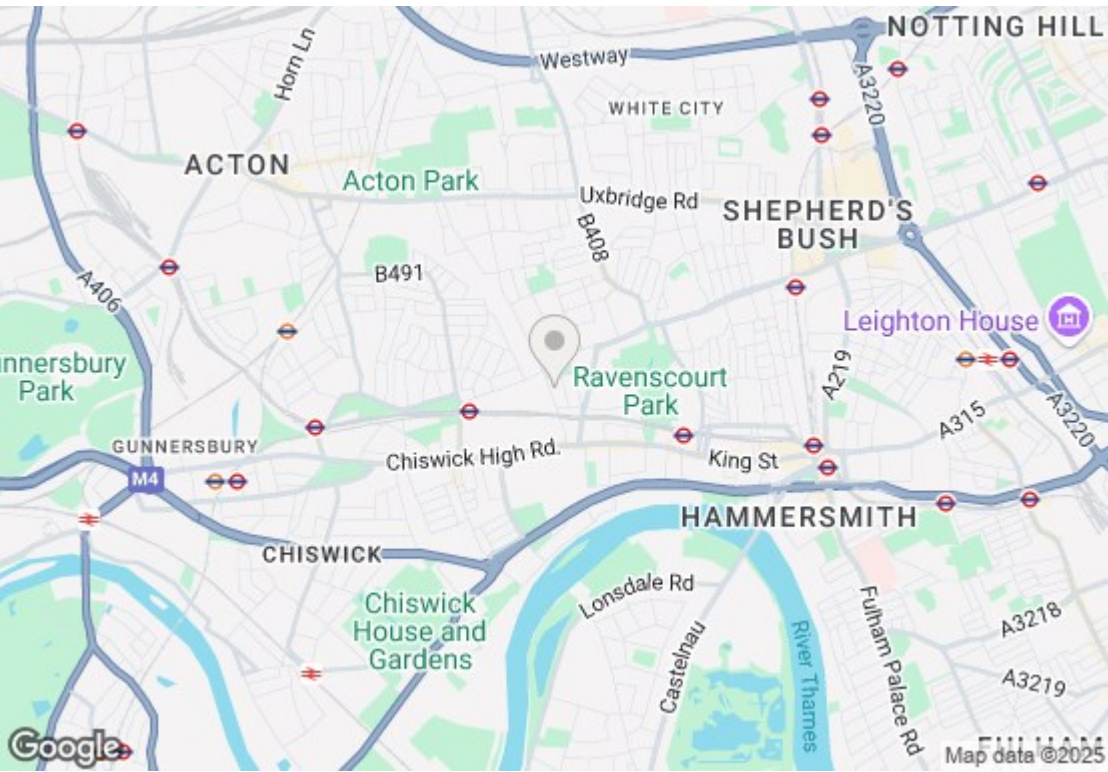 NOTTING HILL
Westway
Horn Ln
A3220
WHITE CITY
ACTON
Acton Park
Uxbridge Rd
SHEPHERD'S
BUSH
B408
B491
A406
Leighton House
nnersbury
Park
Ravenscourt
Park
A219
A3220
A315
GUNNERSBURY
Chiswick High Rd.
King St
M4
HAMMERSMITH
CHISWICK
Lonsdale Rd
Chiswick
House and
Gardens
Castelnau
River Thames
Fulham Palace Rd
A3218
A3219
FULHAM
Google
Map data ©2025